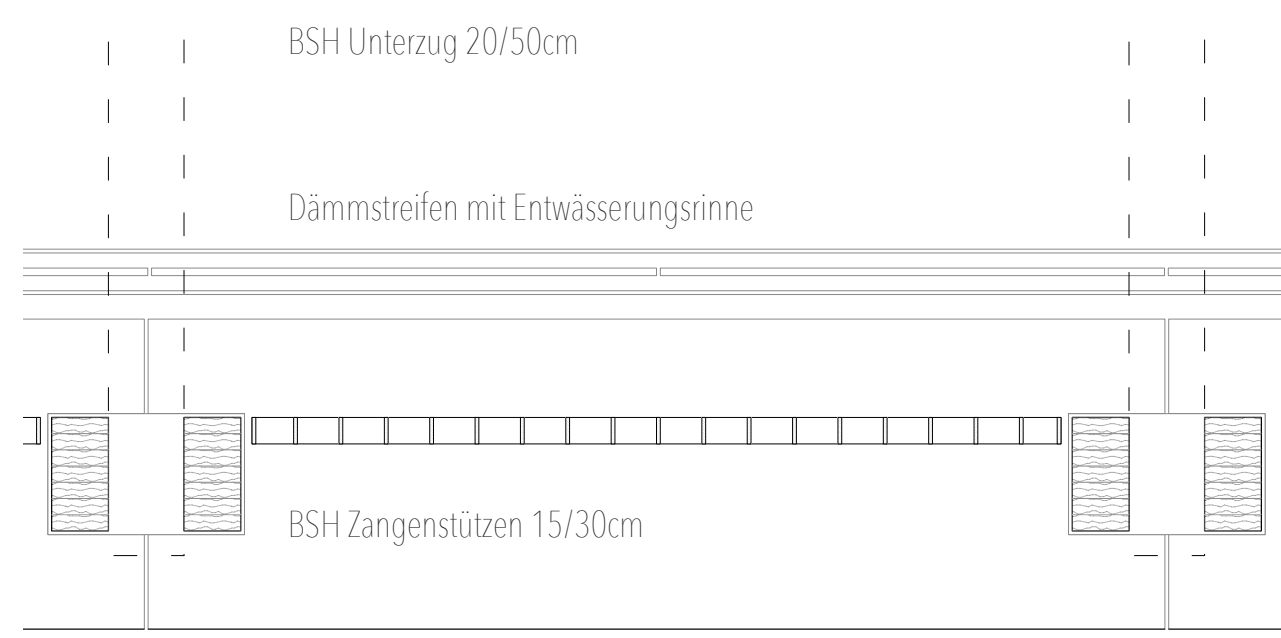 BSH Unterzug 20/50cm
Dämmstreifen mit Entwässerungsrinne
BSH Zangenstützen 15/30cm